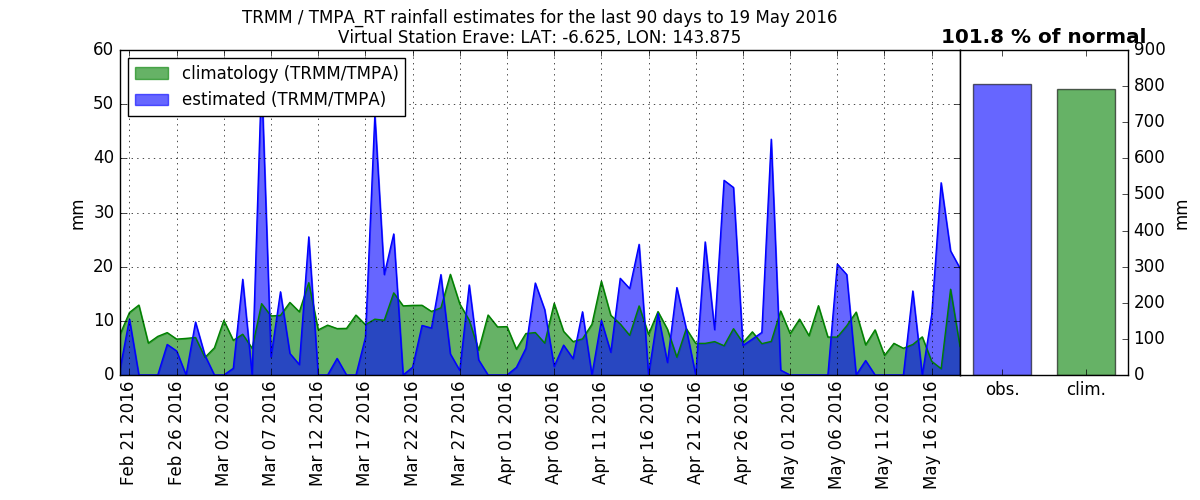 TRMM / TMPA_RT rainfall estimates for the last 90 days to 19 May 2016
Virtual Station Erave: LAT: -6.625, LON: 143.875
101.8 % of normal
climatology (TRMM/TMPA)
estimated (TRMM/TMPA)
60
50
40
30
20
10
0
mm
Feb 21 2016
Feb 26 2016
Mar 02 2016
Mar 07 2016
Mar 12 2016
Mar 17 2016
Mar 22 2016
Mar 27 2016
Apr 01 2016
Apr 06 2016
Apr 11 2016
Apr 16 2016
Apr 21 2016
Apr 26 2016
May 01 2016
May 06 2016
May 11 2016
May 16 2016
900
800
700
600
500
400
300
200
100
0
mm
obs.
clim.